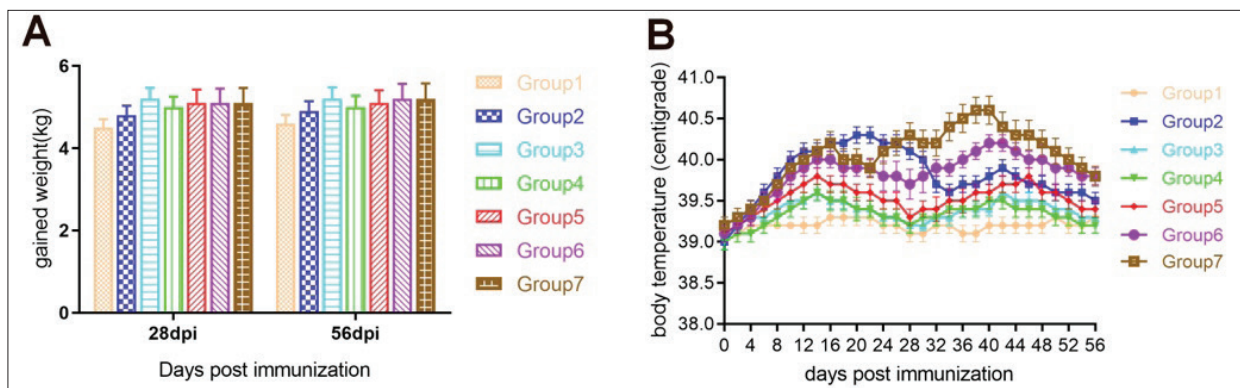 A
gained weight(kg)
6
4
2
0
28dpi 56dpi
Days post immunization
Group1
Group2
Group3
Group4
Group5
Group6
Group7
B
body temperature (centigrade)
41.0
40.5
40.0
39.5
39.0
38.5
38.0
0 4 8 12 16 20 24 28 32 36 40 44 48 52 56
days post immunization
Group1
Group2
Group3
Group4
Group5
Group6
Group7